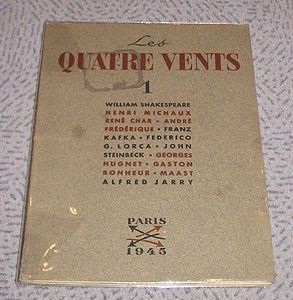 Les
QUATRE VENTS
1
WILLIAM SHAKESPEARE
HENRI MICHAUX
RENÉ CHAR • ANDRÉ
FRÉDÉRIQUE • FRANZ
KAFKA • FEDERICO
G. LORCA • JOHN
STEINBECK • GEORGES
HUGNET • GASTON
BONHEUR • MAAST
ALFRED JARRY
PARIS
1945